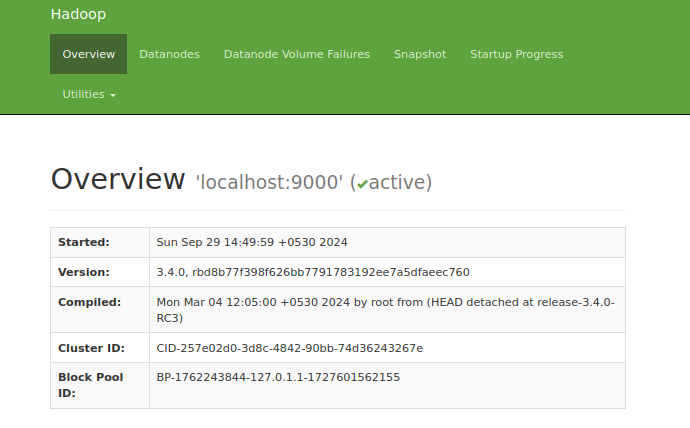 Hadoop
Overview Datanodes Datanode Volume Failures Snapshot Startup Progress
Utilities
Overview 'localhost:9000' (✔active)
Started: Sun Sep 29 14:49:59 +0530 2024
Version: 3.4.0, rbd8b77f398f626bb7791783192ee7a5dfaeec760
Compiled: Mon Mar 04 12:05:00 +0530 2024 by root from (HEAD detached at release-3.4.0-
RC3)
Cluster ID: CID-257e02d0-3d8c-4842-90bb-74d36243267e
Block Pool BP-1762243844-127.0.1.1-1727601562155
ID: